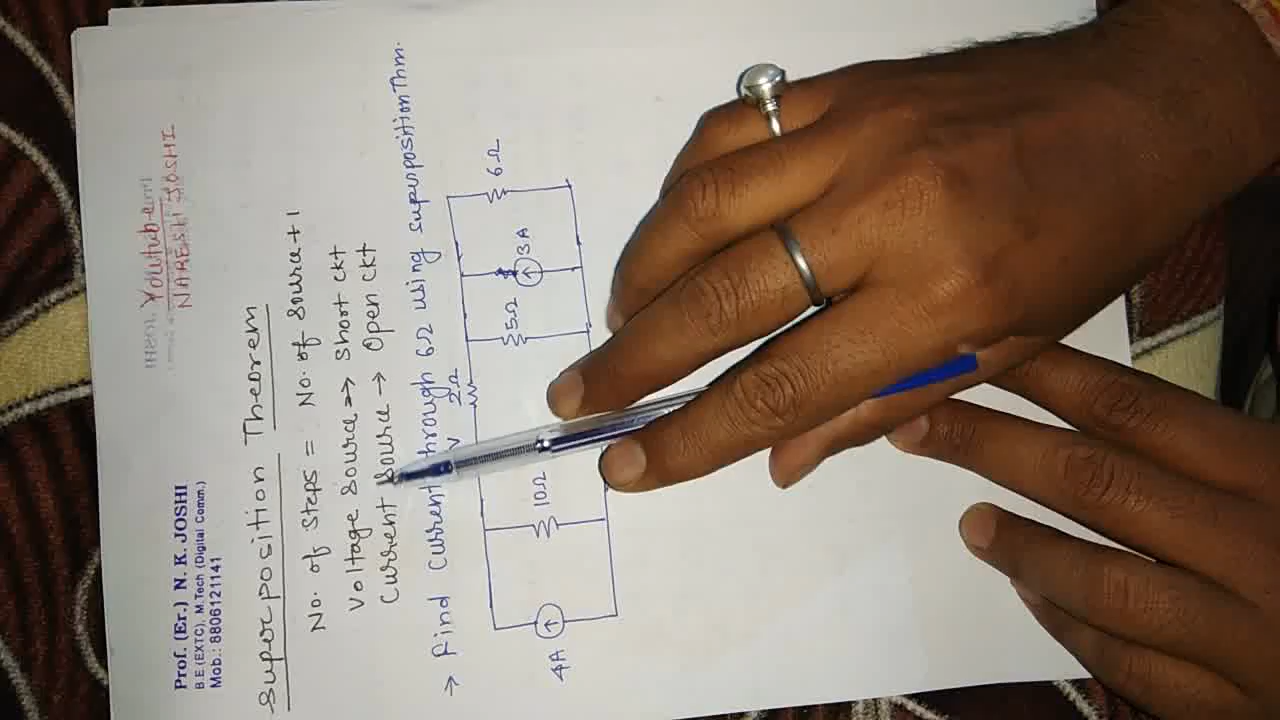 Youtube
NARESH JOSHI
Prof. (Er.) N. K. JOSHI
B.E (EXTC), M.Tech (Digital Comm.)
Mob.: 8806121141
Superposition Theorem
No. of Steps = No. of Source + 1
Voltage Source => Short CKt
Current Source → Open CKt
→ Find Current through 6Ω using superposition Thm.
2Ω
4A
10Ω
5Ω
3A
6Ω